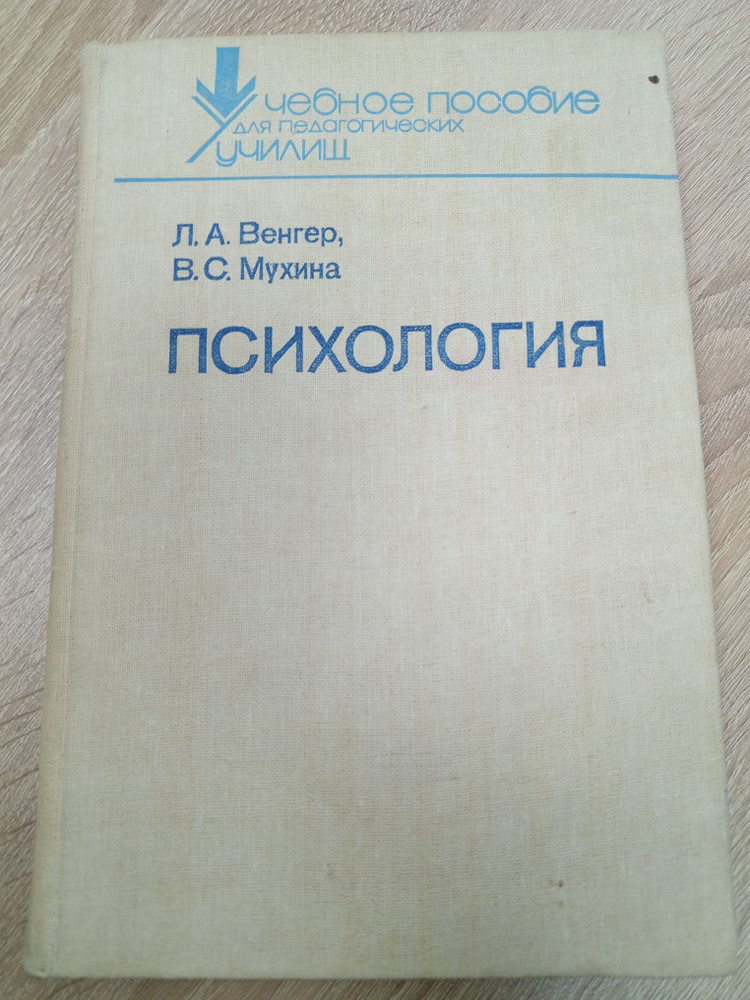 Учебное пособие
для педагогических
училищ
Л. А. Венгер,
В. С. Мухина
ПСИХОЛОГИЯ